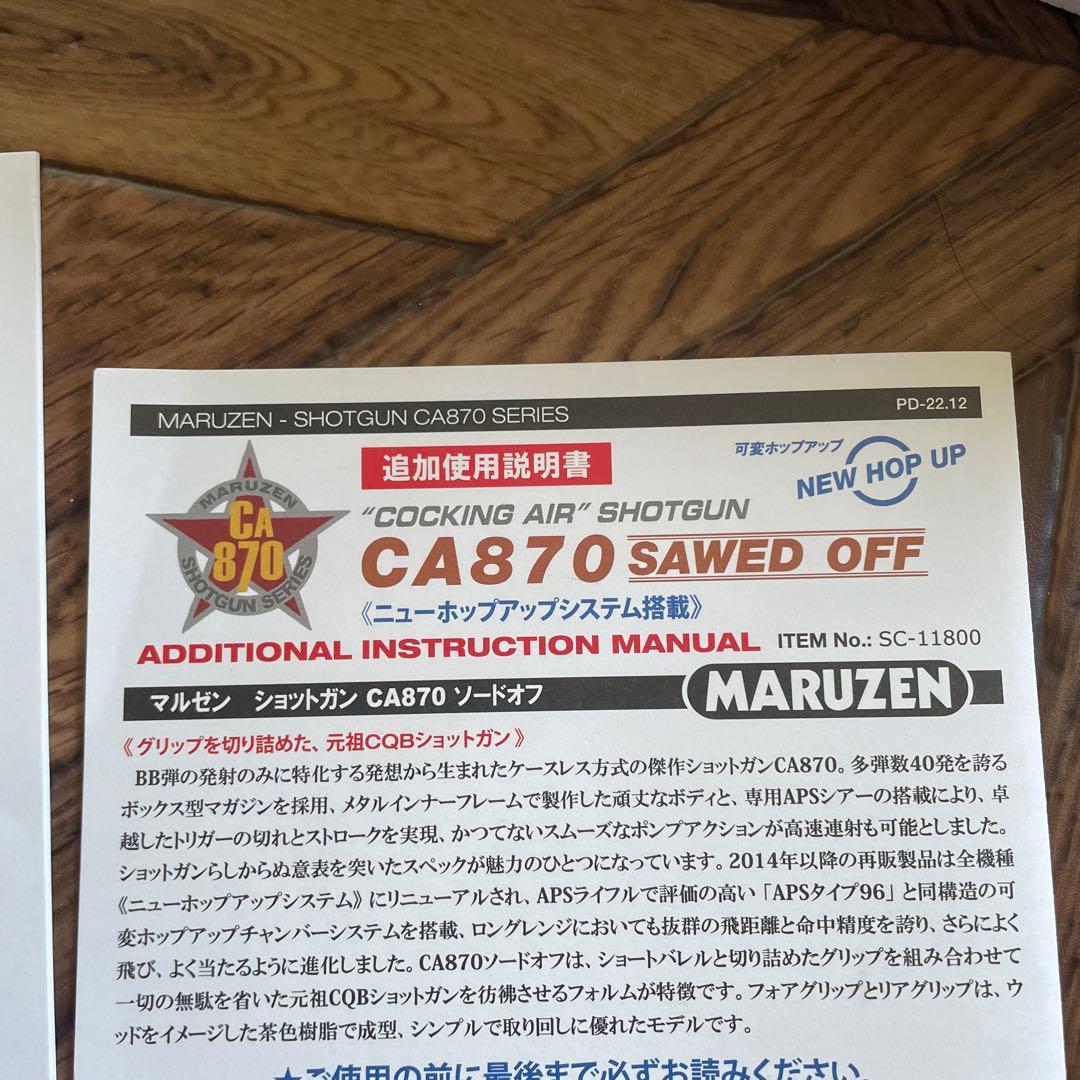 MARUZEN - SHOTGUN CA870 SERIES
PD-22.12
追加使用説明書
可変ホップアップ
NEW HOP UP
MARUZEN
CA
870
SHOTGUN SERIES
"COCKING AIR" SHOTGUN
CA870 SAWED OFF
《ニューホップアップシステム搭載》
ADDITIONAL INSTRUCTION MANUAL
ITEM No.: SC-11800
マルゼン ショットガン CA870 ソードオフ
MARUZEN
《 グリップを切り詰めた、元祖CQBショットガン 》
BB弾の発射のみに特化する発想から生まれたケースレス方式の傑作ショットガンCA870。多弾数40発を誇る
ボックス型マガジンを採用、メタルインナーフレームで製作した頑丈なボディと、専用APSシアーの搭載により、卓
越したトリガーの切れとストロークを実現、かつてないスムーズなポンプアクションが高速連射も可能としました。
ショットガンらしからぬ意表を突いたスペックが魅力のひとつになっています。2014年以降の再販製品は全機種
《ニューホップアップシステム》にリニューアルされ、APSライフルで評価の高い「APSタイプ96」と同構造の可
変ホップアップチャンバーシステムを搭載、ロングレンジにおいても抜群の飛距離と命中精度を誇り、さらによく
飛び、よく当たるように進化しました。CA870ソードオフは、ショートバレルと切り詰めたグリップを組み合わせて
一切の無駄を省いた元祖CQBショットガンを彷彿させるフォルムが特徴です。フォアグリップとリアグリップは、ウ
ッドをイメージした茶色樹脂で成型、シンプルで取り回しに優れたモデルです。
★ご使用の前に最後まで必ずお読みください。